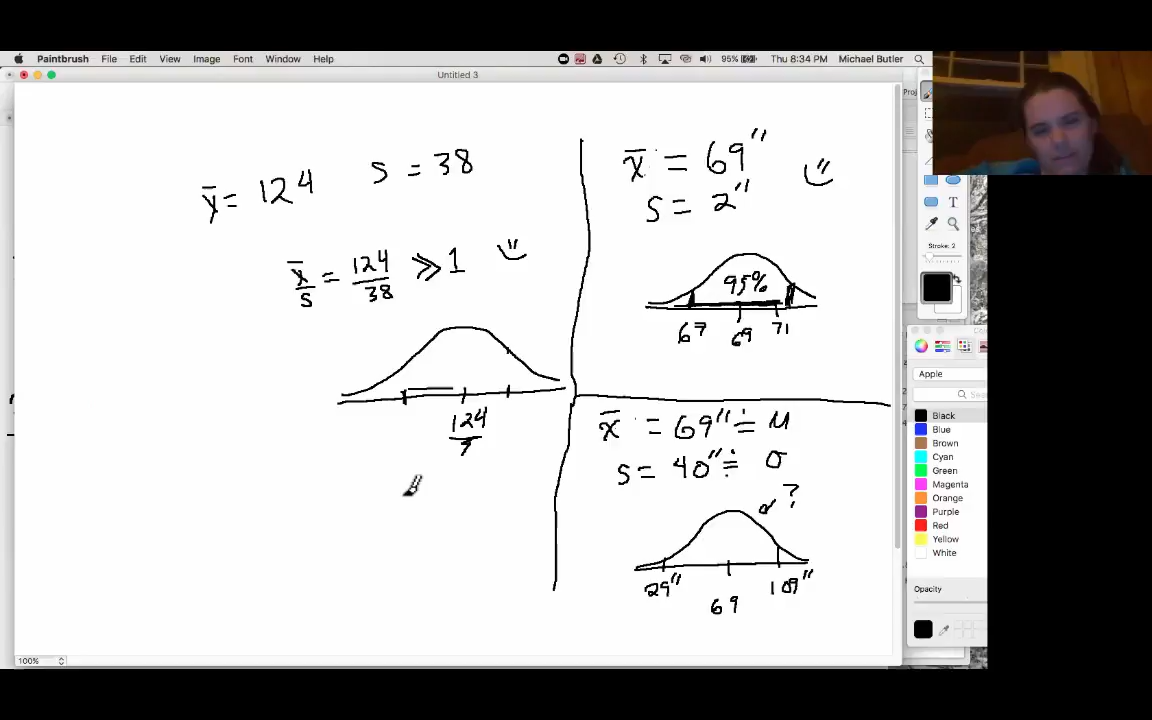 Paintbrush File Edit View Image Font Window Help 95% Thu 8:34 PM Michael Butler
Untitled 3
Proj
x̄ = 124 s = 38
x̄/s = 124/38 ≫ 1
124
x̄ = 69"
s = 2"
95%
67 69 71
x̄ = 69" ≐ μ
s = 40" ≐ σ
?
29" 69 109"
T
Stroke: 2
Apple
Black
Blue
Brown
Cyan
Green
Magenta
Orange
Purple
Red
Yellow
White
Opacity
100%